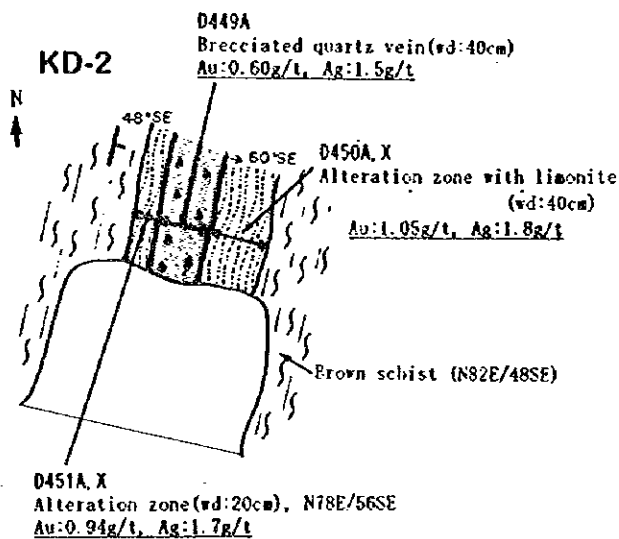 D449A
Brecciated quartz vein(wd:40cm)
Au:0.60g/t, Ag:1.5g/t
KD-2
N
48°SE
60°SE
D450A,X
Alteration zone with limonite
(wd:40cm)
Au:1.05g/t, Ag:1.8g/t
Brown schist (N82E/48SE)
D451A,X
Alteration zone(wd:20cm), N78E/56SE
Au:0.94g/t, Ag:1.7g/t